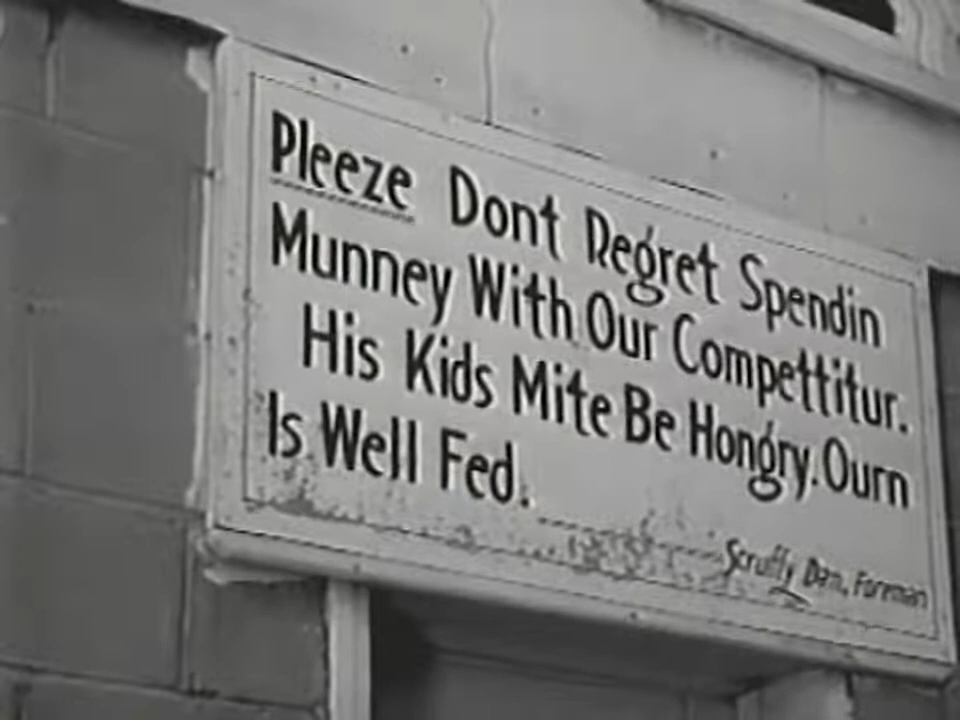 Pleeze Dont Regret Spendin
Munney With Our Compettitur.
His Kids Mite Be Hongry. Ourn
Is Well Fed.
Scruffy Dan, Foreman